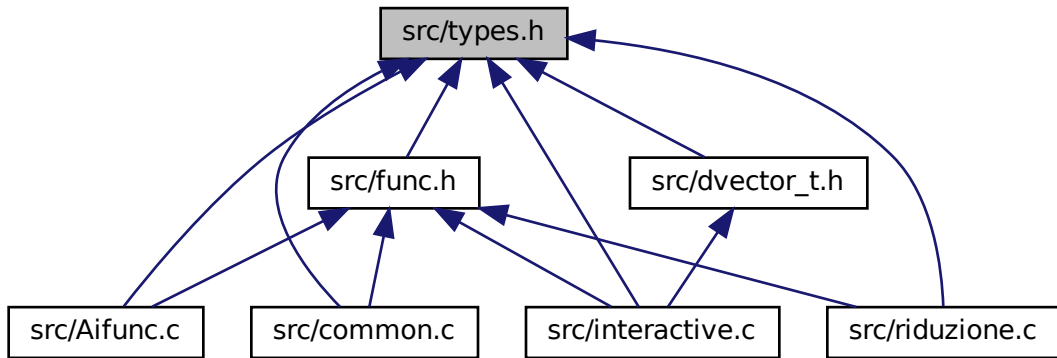 src/types.h
src/func.h
src/dvector_t.h
src/Aifunc.c
src/common.c
src/interactive.c
src/riduzione.c